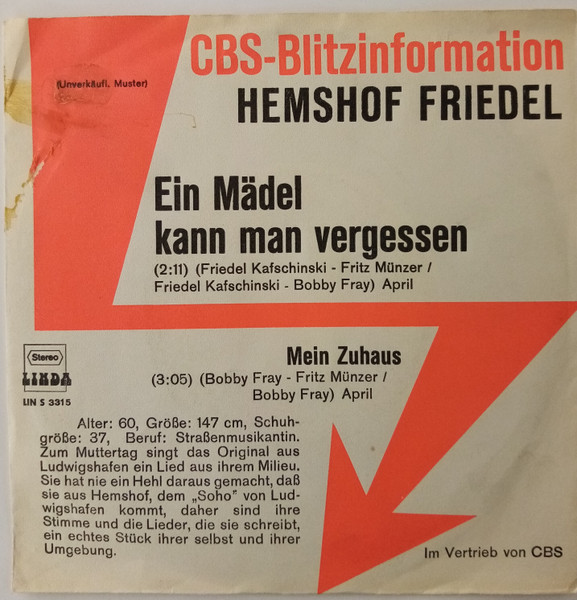 CBS-Blitzinformation
(Unverkäufl. Muster)
HEMSHOF FRIEDEL
Ein Mädel
kann man vergessen
(2:11) (Friedel Kafschinski - Fritz Münzer /
Friedel Kafschinski - Bobby Fray) April
Mein Zuhaus
(3:05) (Bobby Fray - Fritz Münzer /
Bobby Fray) April
Stereo
LINDA
LIN S 3315
Alter: 60, Größe: 147 cm, Schuh-
größe: 37, Beruf: Straßenmusikantin.
Zum Muttertag singt das Original aus
Ludwigshafen ein Lied aus ihrem Milieu.
Sie hat nie ein Hehl daraus gemacht, daß
sie aus Hemshof, dem „Soho" von Lud-
wigshafen kommt, daher sind ihre
Stimme und die Lieder, die sie schreibt,
ein echtes Stück ihrer selbst und ihrer
Umgebung.
Im Vertrieb von CBS